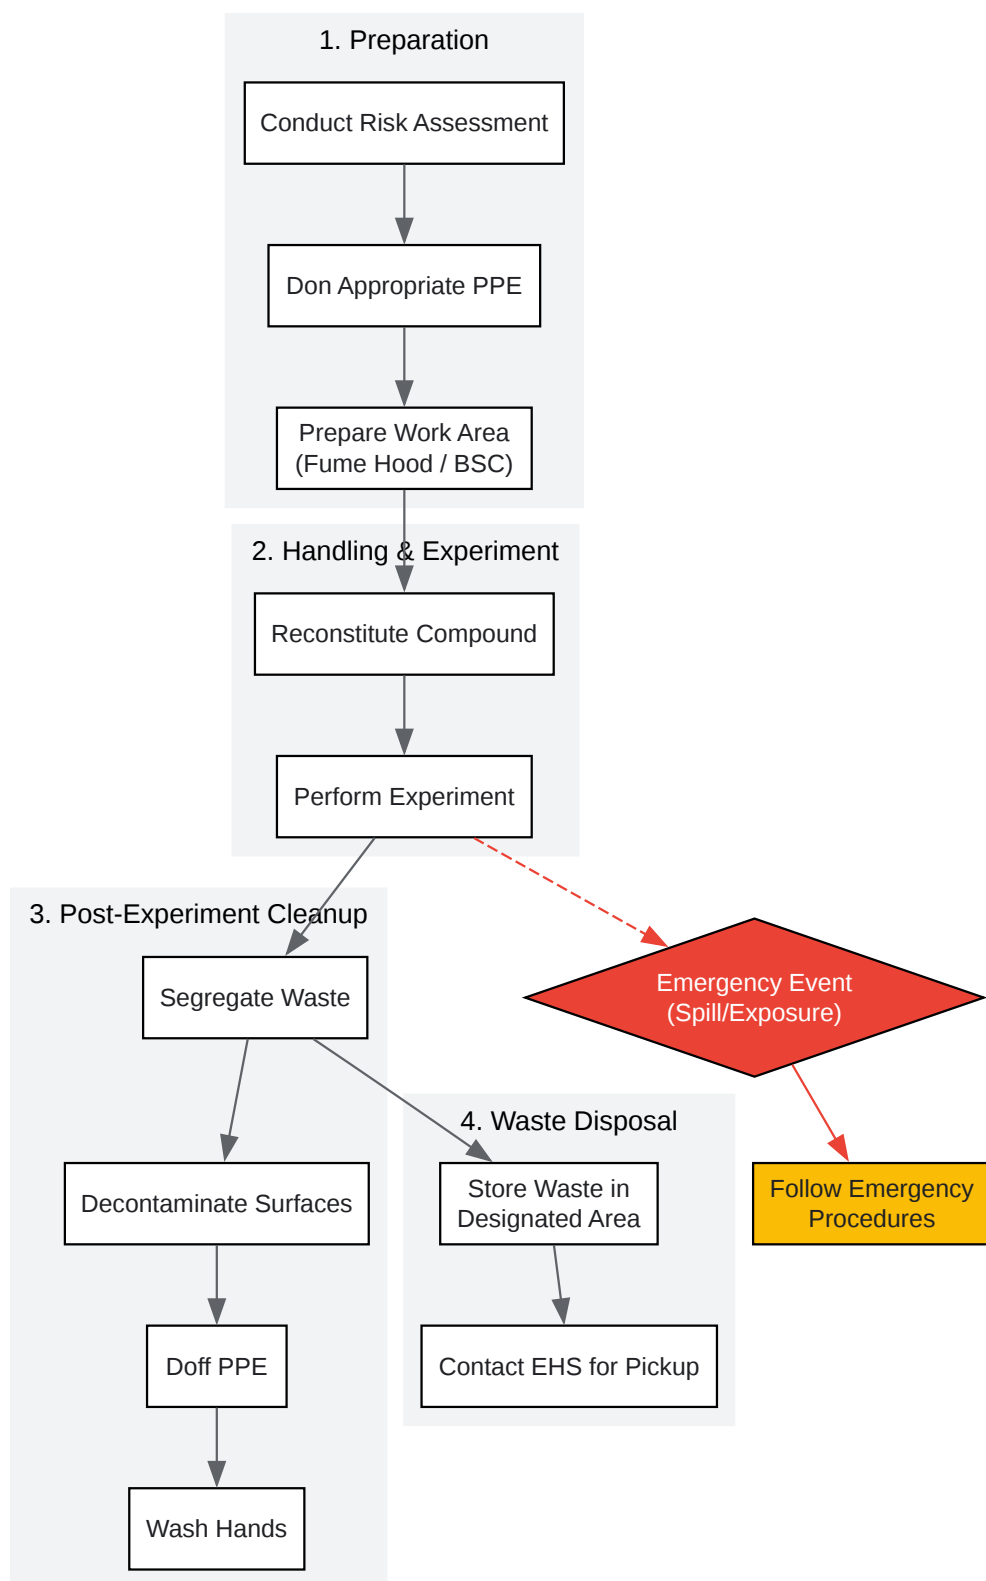 1. Preparation
Conduct Risk Assessment
Don Appropriate PPE
Prepare Work Area
(Fume Hood / BSC)
2. Handling & Experiment
Reconstitute Compound
Perform Experiment
3. Post-Experiment Cleanup
Segregate Waste
Emergency Event
(Spill/Exposure)
4. Waste Disposal
Decontaminate Surfaces
Store Waste in
Designated Area
Follow Emergency
Procedures
Doff PPE
Contact EHS for Pickup
Wash Hands